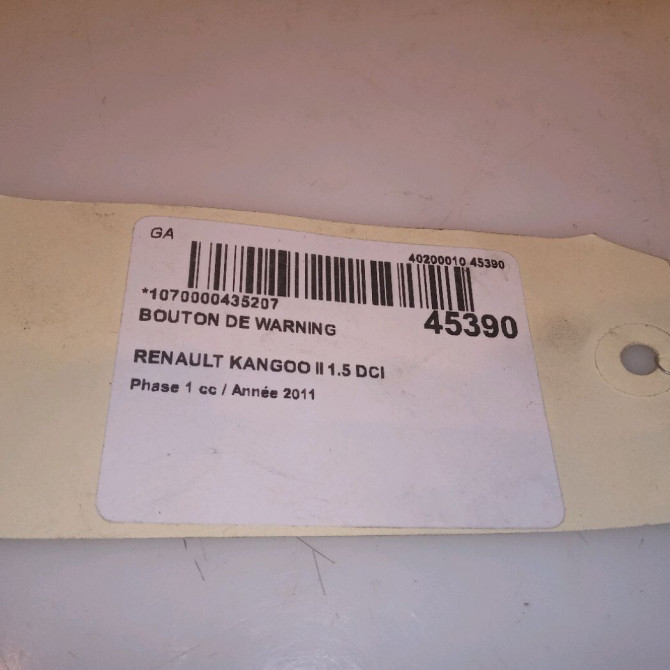 GA
40200010 45390
*1070000435207
45390
BOUTON DE WARNING
RENAULT KANGOO II 1.5 DCI
Phase 1 cc / Année 2011